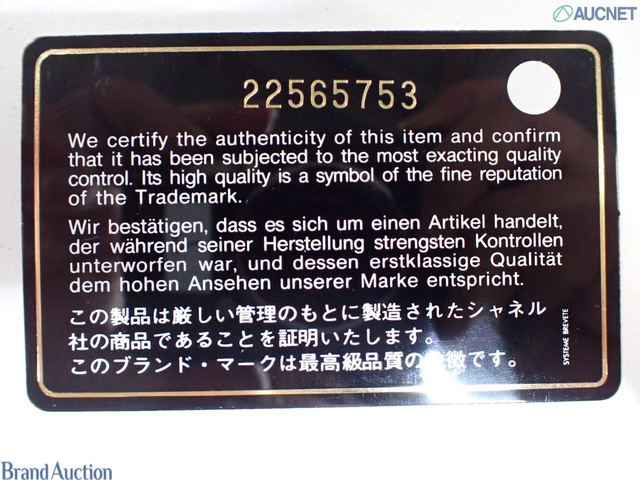 AUCNET
22565753
We certify the authenticity of this item and confirm
that it has been subjected to the most exacting quality
control. Its high quality is a symbol of the fine reputation
of the Trademark.
Wir bestätigen, dass es sich um einen Artikel handelt,
der während seiner Herstellung strengsten Kontrollen
unterworfen war, und dessen erstklassige Qualität
dem hohen Ansehen unserer Marke entspricht.
この製品は厳しい管理のもとに製造されたシャネル
社の商品であることを証明いたします。
このブランド・マークは最高級品質の徴です。
SYSTEME BREVETE
Brand Auction